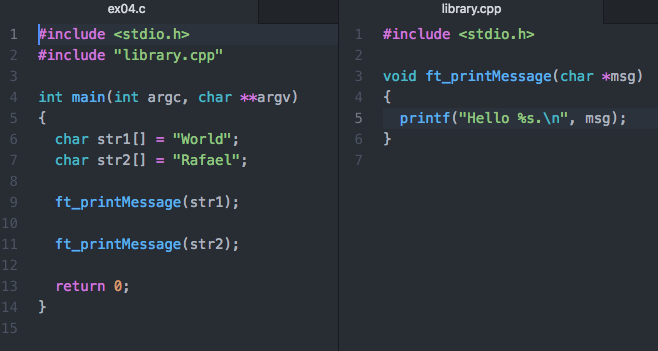 ex04.c
1 #include <stdio.h>
2 #include "library.cpp"
3
4 int main(int argc, char **argv)
5 {
6   char str1[] = "World";
7   char str2[] = "Rafael";
8
9   ft_printMessage(str1);
10
11   ft_printMessage(str2);
12
13   return 0;
14 }
15
library.cpp
1 #include <stdio.h>
2
3 void ft_printMessage(char *msg)
4 {
5   printf("Hello %s.\n", msg);
6 }
7